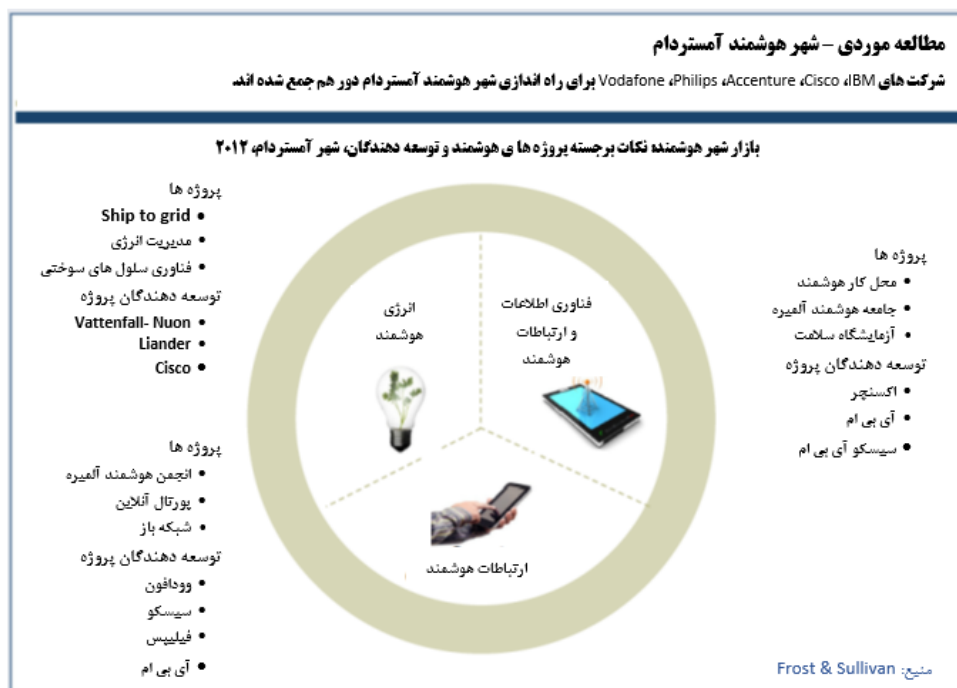 مطالعه موردی – شهر هوشمند آمستردام
شرکت های IBM، Cisco، Accenture، Philips، Vodafone برای راه اندازی شهر هوشمند آمستردام دور هم جمع شده اند.
بازار شهر هوشمند: نکات برجسته پروژه ها ی هوشمند و توسعه دهندگان، شهر آمستردام، ۲۰۱۲
پروژه ها
• محل کار هوشمند
• جامعه هوشمند آلمیره
• آزمایشگاه سلامت
توسعه دهندگان پروژه
• اکسنچر
• آی بی ام
• سیسکو آی بی ام
فناوری اطلاعات
و ارتباطات
هوشمند
انرژی
هوشمند
ارتباطات هوشمند
پروژه ها
• Ship to grid
• مدیریت انرژی
• فناوری سلول های سوختی
توسعه دهندگان پروژه
• Vattenfall- Nuon
• Liander
• Cisco
پروژه ها
• انجمن هوشمند آلمیره
• پورتال آنلاین
• شبکه باز
توسعه دهندگان پروژه
• وودافون
• سیسکو
• فیلیپس
• آی بی ام
منبع: Frost & Sullivan